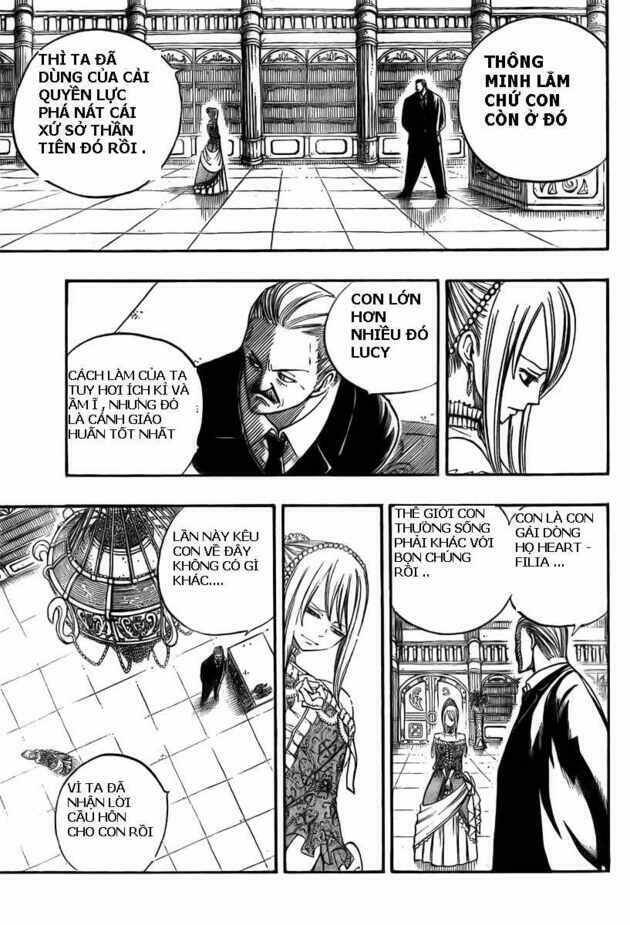 THÔNG
MINH LẮM
CHỨ CON
CÒN Ở ĐÓ
THÌ TA ĐÃ
DÙNG CỦA CẢI
QUYỀN LỰC
PHÁ NÁT CÁI
XỨ SỞ THẦN
TIÊN ĐÓ RỒI .
CON LỚN
HƠN
NHIỀU ĐÓ
LUCY
CÁCH LÀM CỦA TA
TUY HƠI ÍCH KỈ VÀ
ẦM Ĩ , NHƯNG ĐÓ
LÀ CÁNH GIÁO
HUẤN TỐT NHẤT
CON LÀ CON
GÁI DÒNG
HỌ HEART -
FILIA ...
THẾ GIỚI CON
THƯỜNG SỐNG
PHẢI KHÁC VỚI
BỌN CHÚNG
RỒI ..
LẦN NÀY KÊU
CON VỀ ĐÂY
KHÔNG CÓ GÌ
KHÁC....
VÌ TA ĐÃ
NHẬN LỜI
CẦU HÔN
CHO CON RỒI